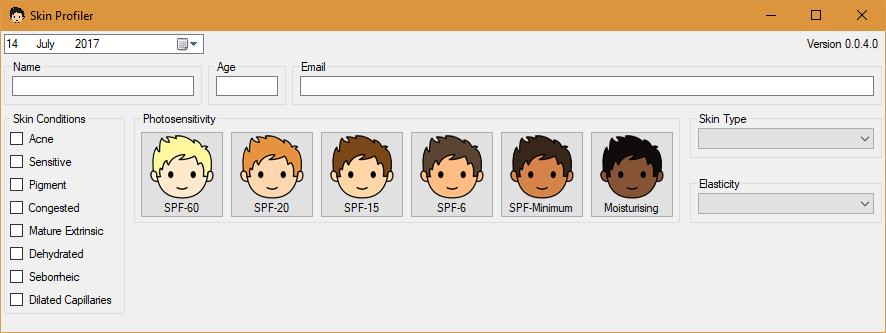 Skin Profiler
14 July 2017
Version 0.0.4.0
Name
Age
Email
Skin Conditions
Acne
Sensitive
Pigment
Congested
Mature Extrinsic
Dehydrated
Seborrheic
Dilated Capillaries
Photosensitivity
SPF-60
SPF-20
SPF-15
SPF-6
SPF-Minimum
Moisturising
Skin Type
Elasticity